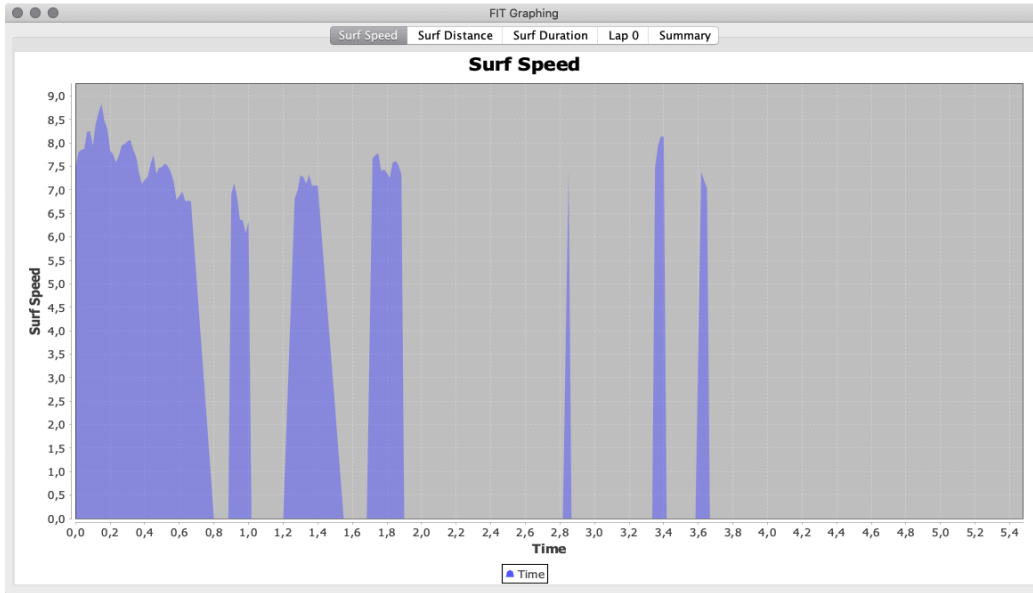 FIT Graphing
Surf Speed Surf Distance Surf Duration Lap 0 Summary
Surf Speed
9,0
8,5
8,0
7,5
7,0
6,5
6,0
5,5
5,0
4,5
4,0
3,5
3,0
2,5
2,0
1,5
1,0
0,5
0,0
Surf Speed
0,0 0,2 0,4 0,6 0,8 1,0 1,2 1,4 1,6 1,8 2,0 2,2 2,4 2,6 2,8 3,0 3,2 3,4 3,6 3,8 4,0 4,2 4,4 4,6 4,8 5,0 5,2 5,4
Time
Time